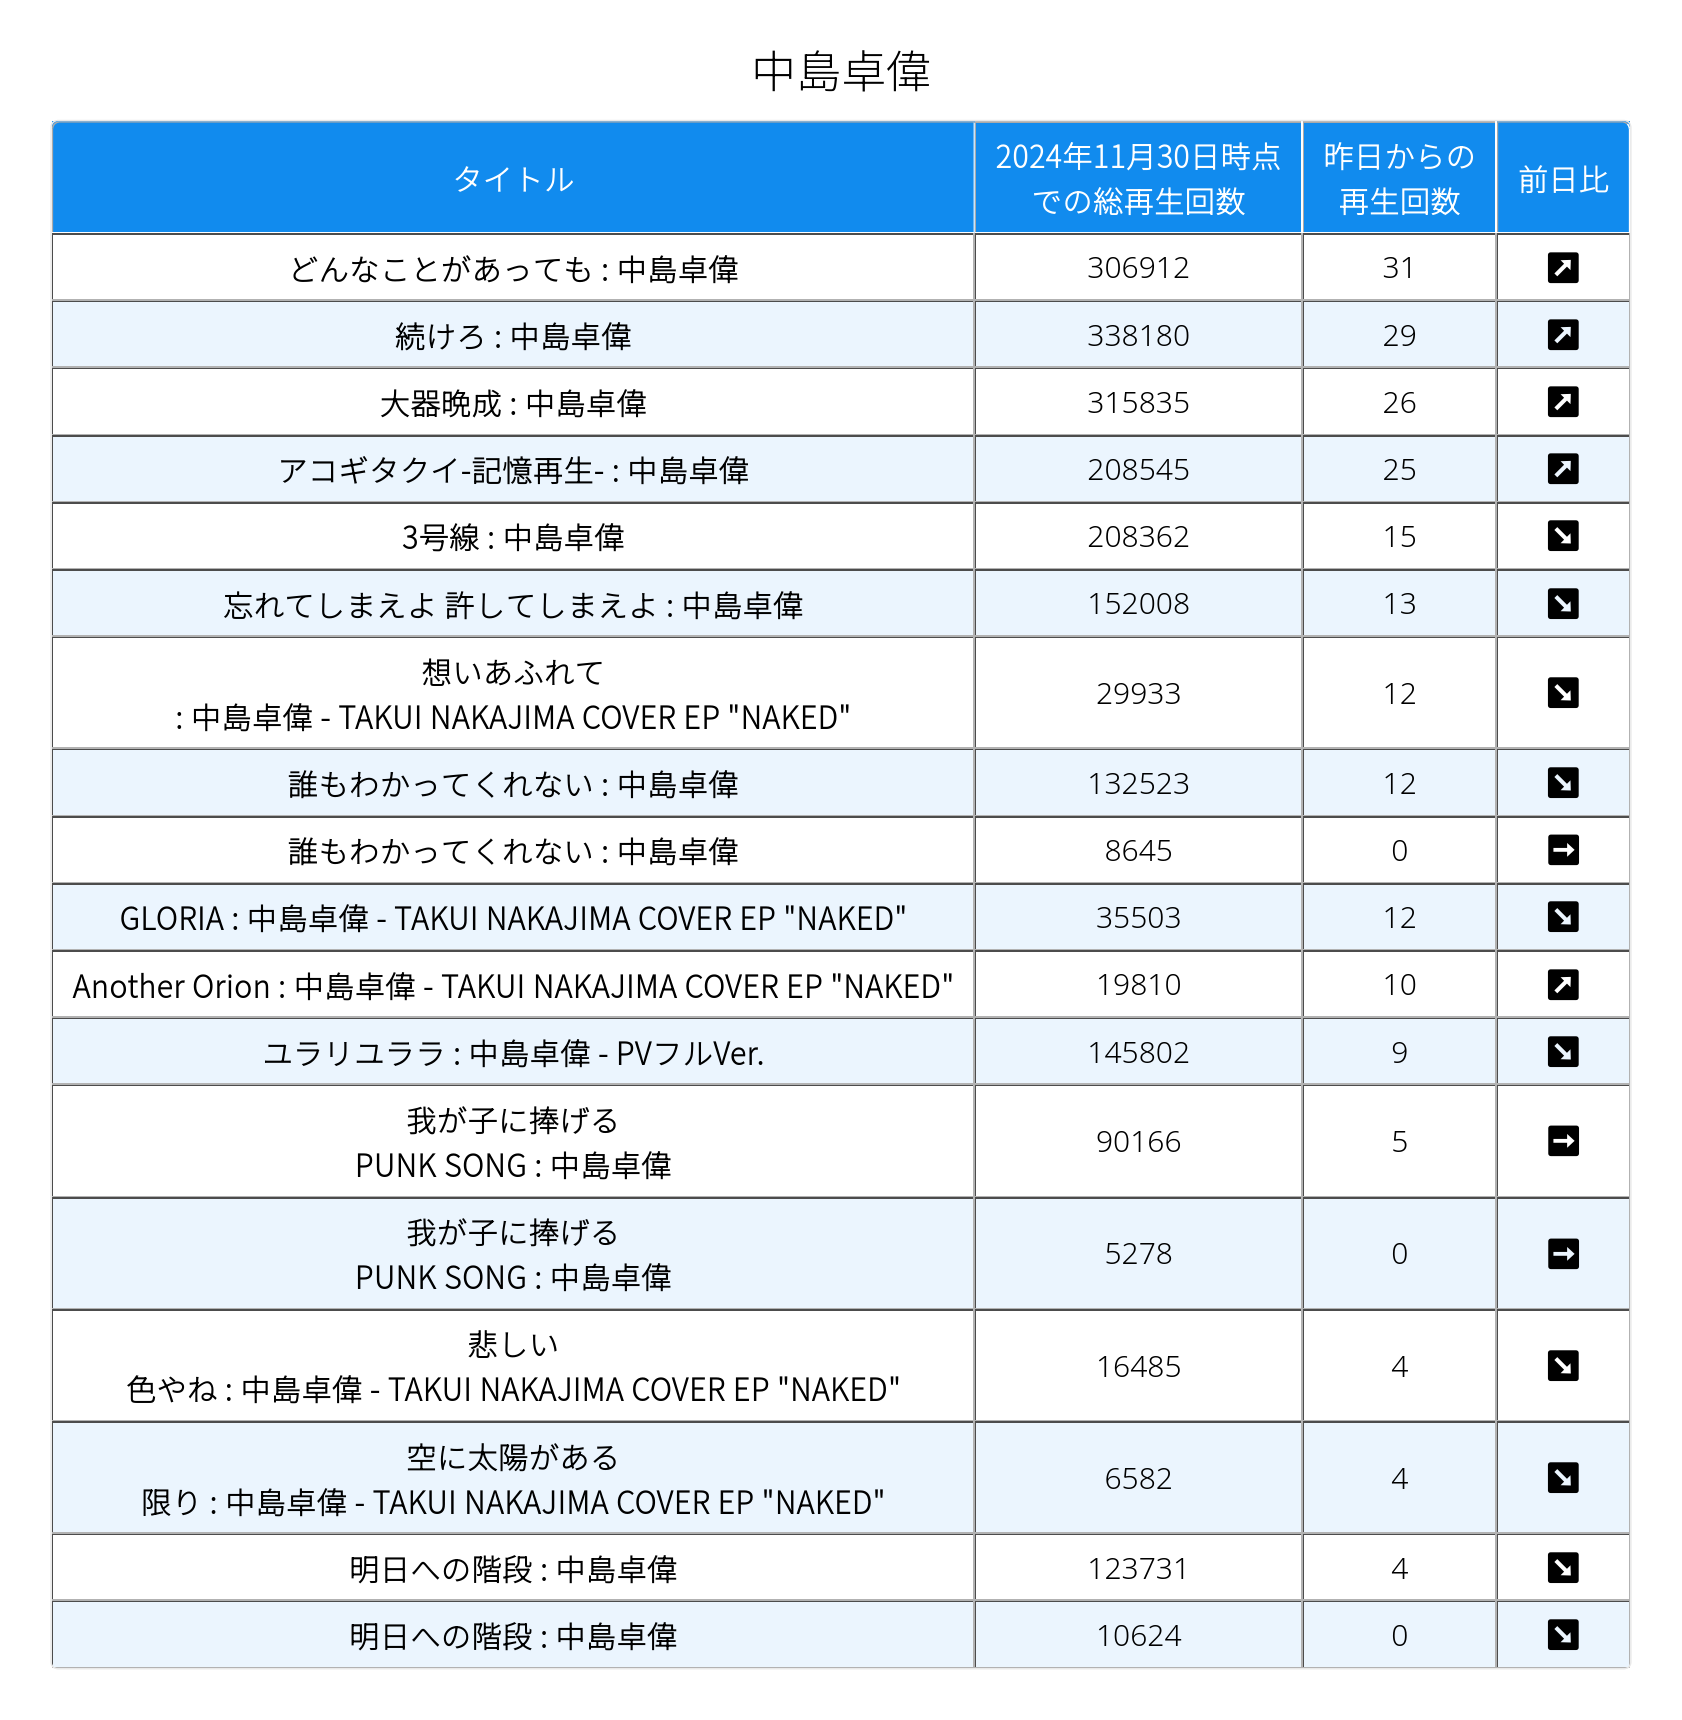 中島卓偉
タイトル
2024年11月30日時点
での総再生回数
昨日からの
再生回数
前日比
どんなことがあっても : 中島卓偉 306912 31
続けろ : 中島卓偉 338180 29
大器晩成 : 中島卓偉 315835 26
アコギタクイ-記憶再生- : 中島卓偉 208545 25
3号線 : 中島卓偉 208362 15
忘れてしまえよ 許してしまえよ : 中島卓偉 152008 13
想いあふれて
: 中島卓偉 - TAKUI NAKAJIMA COVER EP "NAKED" 29933 12
誰もわかってくれない : 中島卓偉 132523 12
誰もわかってくれない : 中島卓偉 8645 0
GLORIA : 中島卓偉 - TAKUI NAKAJIMA COVER EP "NAKED" 35503 12
Another Orion : 中島卓偉 - TAKUI NAKAJIMA COVER EP "NAKED" 19810 10
ユラリユララ : 中島卓偉 - PVフルVer. 145802 9
我が子に捧げる
PUNK SONG : 中島卓偉 90166 5
我が子に捧げる
PUNK SONG : 中島卓偉 5278 0
悲しい
色やね : 中島卓偉 - TAKUI NAKAJIMA COVER EP "NAKED" 16485 4
空に太陽がある
限り : 中島卓偉 - TAKUI NAKAJIMA COVER EP "NAKED" 6582 4
明日への階段 : 中島卓偉 123731 4
明日への階段 : 中島卓偉 10624 0